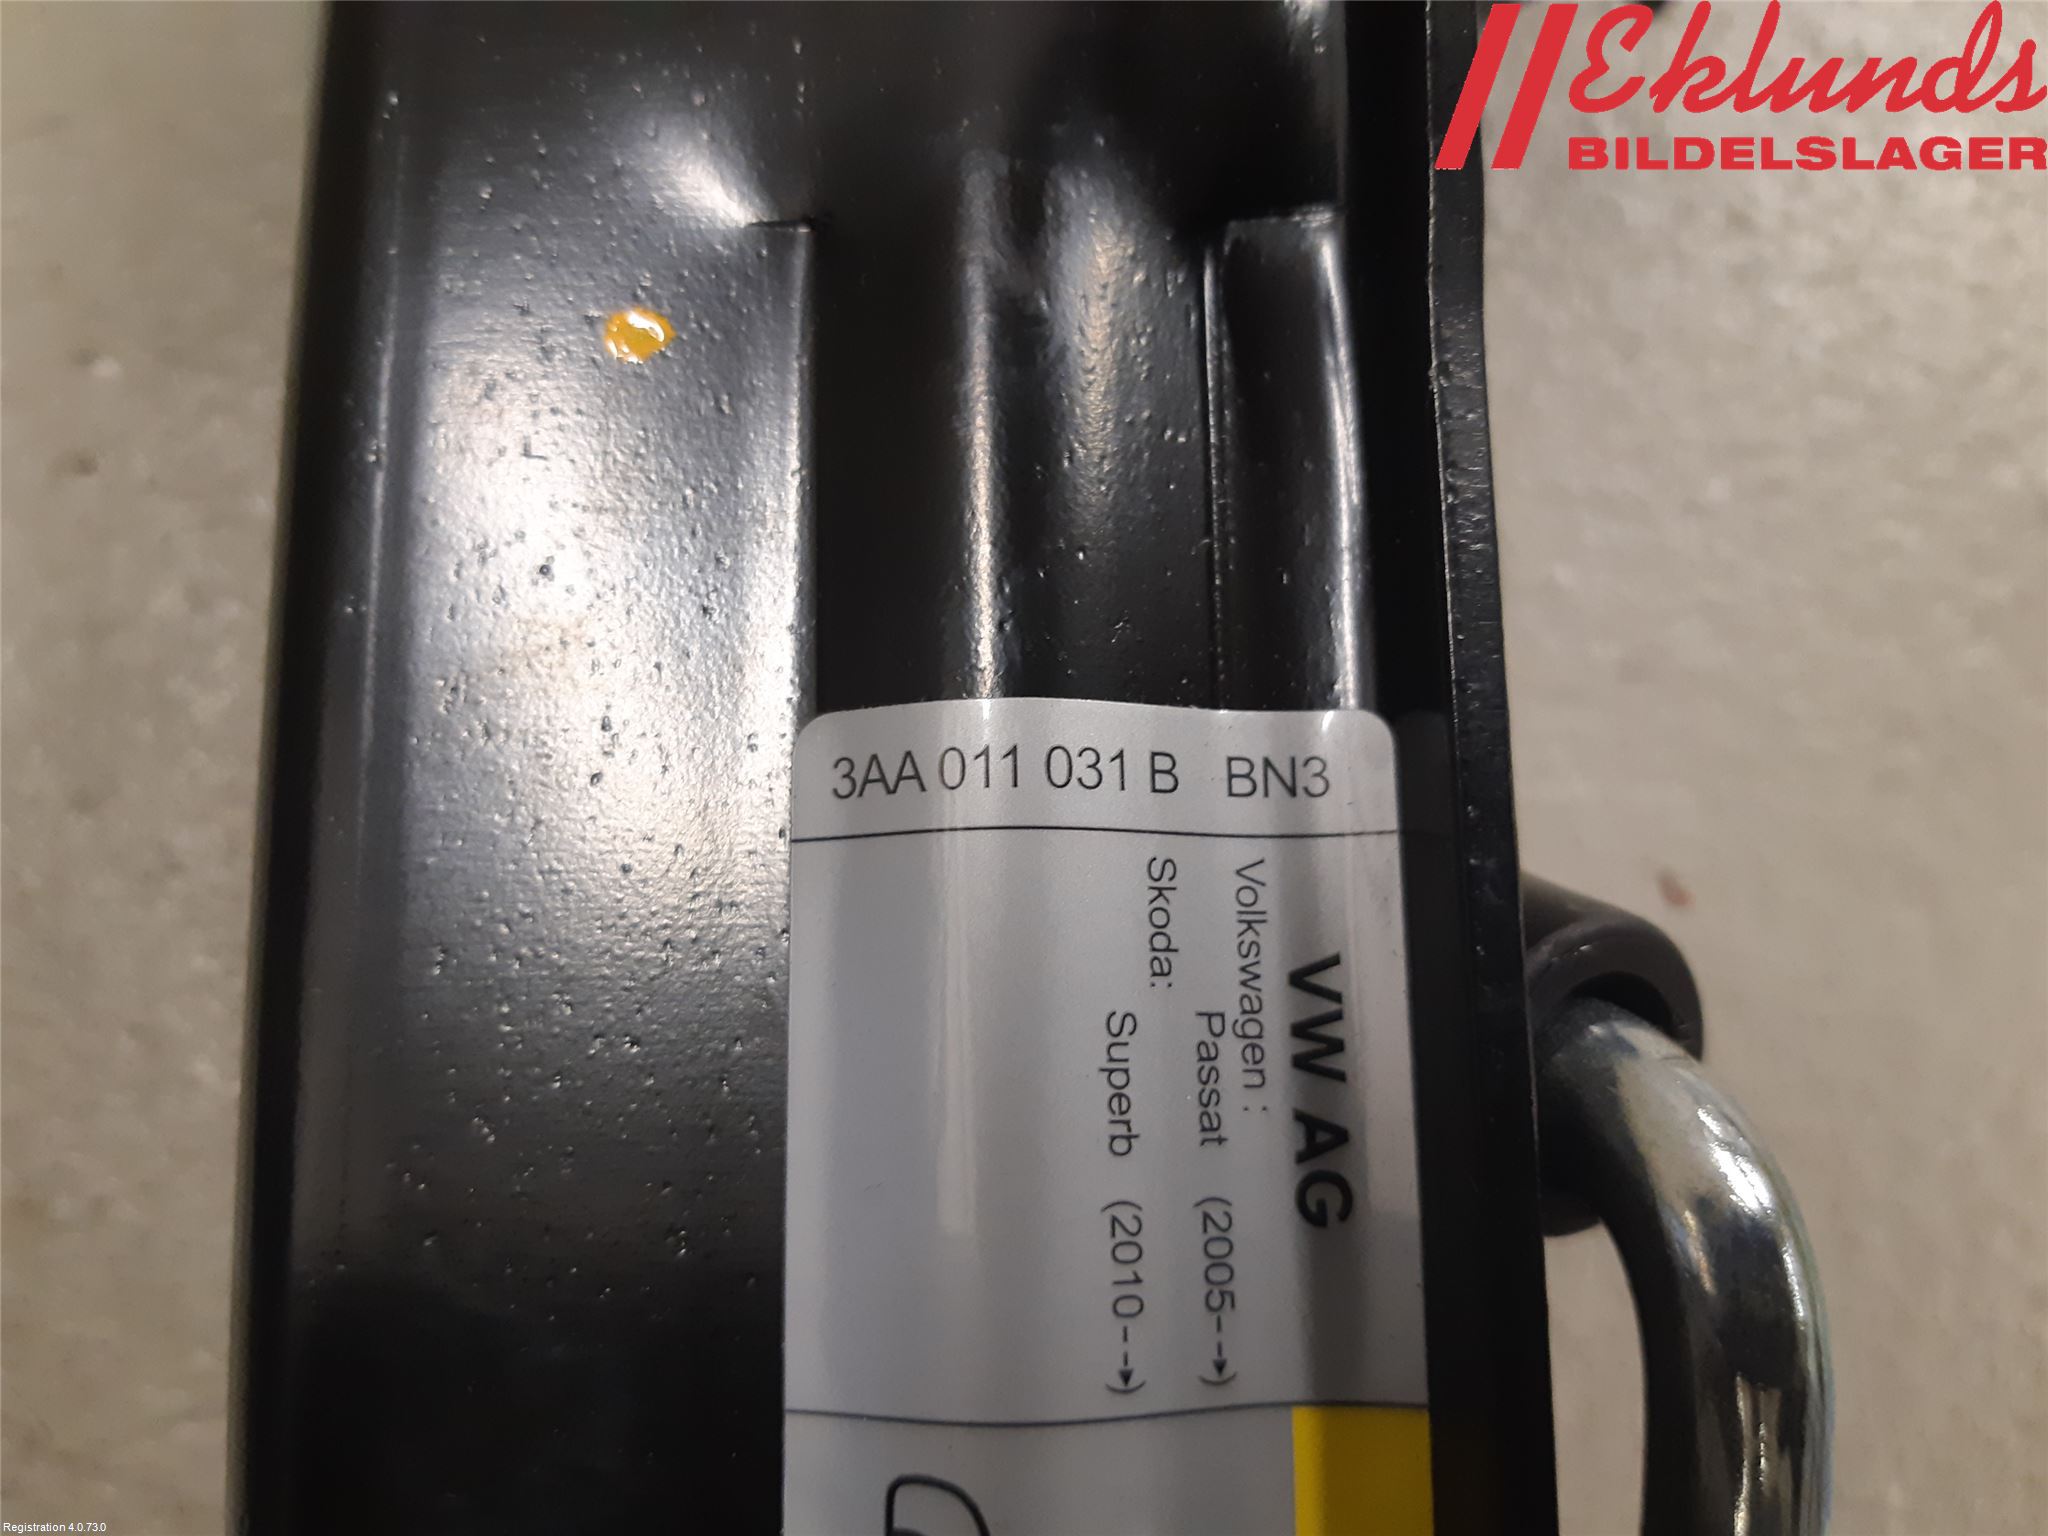 Eklunds
BILDELSLAGER
3AA 011 031 B BN3
VW AG
Volkswagen :
Passat (2005--▸)
Skoda:
Superb (2010--▸)
Registration 4.0.73.0